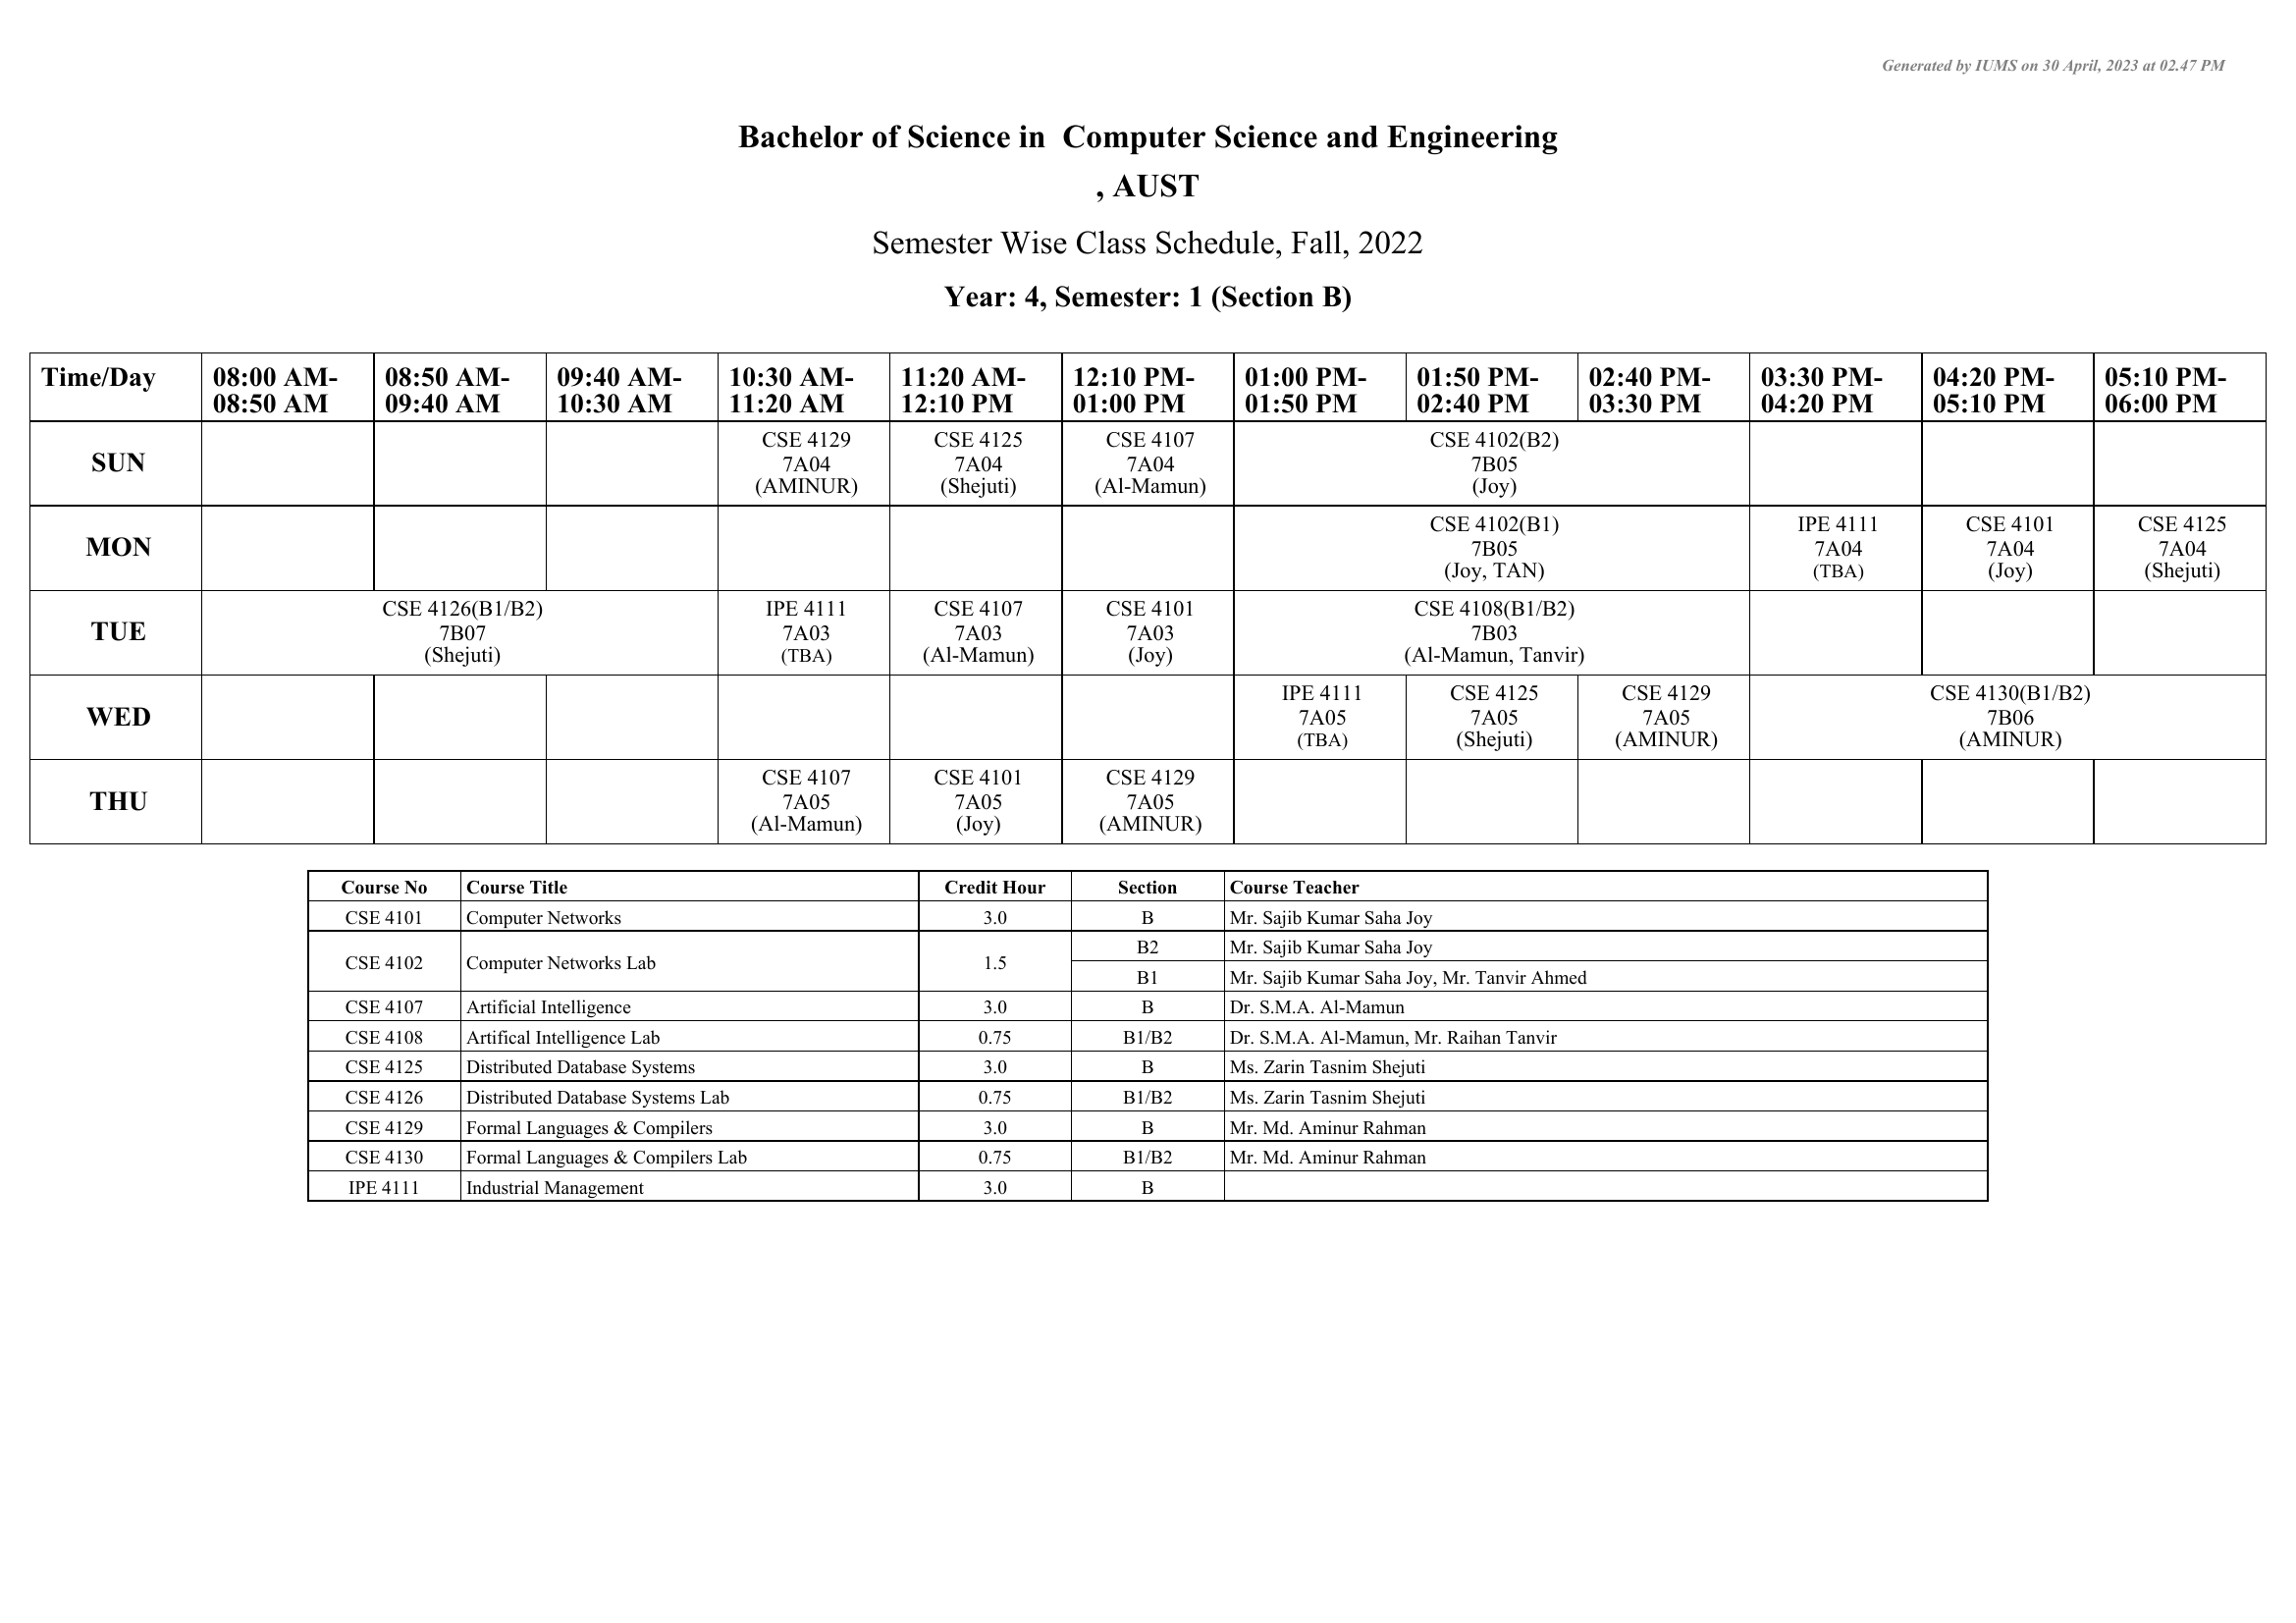 Generated by IUMS on 30 April, 2023 at 02.47 PM
Bachelor of Science in  Computer Science and Engineering
, AUST
Semester Wise Class Schedule, Fall, 2022
Year: 4, Semester: 1 (Section B)
Time/Day 08:00 AM- 08:50 AM- 09:40 AM- 10:30 AM- 11:20 AM- 12:10 PM- 01:00 PM- 01:50 PM- 02:40 PM- 03:30 PM- 04:20 PM- 05:10 PM-
08:50 AM 09:40 AM 10:30 AM 11:20 AM 12:10 PM 01:00 PM 01:50 PM 02:40 PM 03:30 PM 04:20 PM 05:10 PM 06:00 PM
CSE 4129 CSE 4125 CSE 4107 CSE 4102(B2)
SUN 7A04 7A04 7A04 7B05
(AMINUR) (Shejuti) (Al-Mamun) (Joy)
CSE 4102(B1) IPE 4111 CSE 4101 CSE 4125
MON 7B05 7A04 7A04 7A04
(Joy, TAN) (TBA) (Joy) (Shejuti)
CSE 4126(B1/B2) IPE 4111 CSE 4107 CSE 4101 CSE 4108(B1/B2)
TUE 7B07 7A03 7A03 7A03 7B03
(Shejuti) (TBA) (Al-Mamun) (Joy) (Al-Mamun, Tanvir)
IPE 4111 CSE 4125 CSE 4129 CSE 4130(B1/B2)
WED 7A05 7A05 7A05 7B06
(TBA) (Shejuti) (AMINUR) (AMINUR)
CSE 4107 CSE 4101 CSE 4129
THU 7A05 7A05 7A05
(Al-Mamun) (Joy) (AMINUR)
Course No Course Title Credit Hour Section Course Teacher
CSE 4101 Computer Networks 3.0 B Mr. Sajib Kumar Saha Joy
CSE 4102 Computer Networks Lab 1.5 B2 Mr. Sajib Kumar Saha Joy
B1 Mr. Sajib Kumar Saha Joy, Mr. Tanvir Ahmed
CSE 4107 Artificial Intelligence 3.0 B Dr. S.M.A. Al-Mamun
CSE 4108 Artifical Intelligence Lab 0.75 B1/B2 Dr. S.M.A. Al-Mamun, Mr. Raihan Tanvir
CSE 4125 Distributed Database Systems 3.0 B Ms. Zarin Tasnim Shejuti
CSE 4126 Distributed Database Systems Lab 0.75 B1/B2 Ms. Zarin Tasnim Shejuti
CSE 4129 Formal Languages & Compilers 3.0 B Mr. Md. Aminur Rahman
CSE 4130 Formal Languages & Compilers Lab 0.75 B1/B2 Mr. Md. Aminur Rahman
IPE 4111 Industrial Management 3.0 B